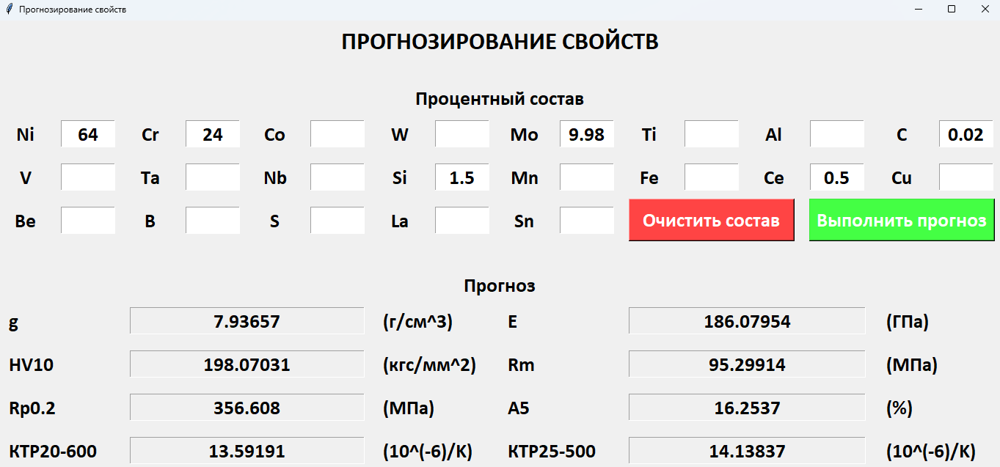 Прогнозирование свойств
ПРОГНОЗИРОВАНИЕ СВОЙСТВ
Процентный состав
Ni 64 Cr 24 Co W Mo 9.98 Ti Al C 0.02
V Ta Nb Si 1.5 Mn Fe Ce 0.5 Cu
Be B S La Sn Очистить состав Выполнить прогноз
Прогноз
g 7.93657 (г/см^3) E 186.07954 (ГПа)
HV10 198.07031 (кгс/мм^2) Rm 95.29914 (МПа)
Rp0.2 356.608 (МПа) A5 16.2537 (%)
КТР20-600 13.59191 (10^(-6)/K) КТР25-500 14.13837 (10^(-6)/K)